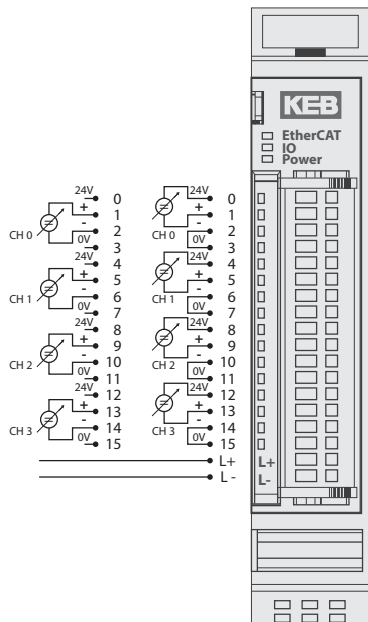 KEB
EtherCAT
IO
Power
24V 0
+ 1
- 2
0V 3
CH 0
24V 4
+ 5
- 6
0V 7
CH 1
24V 8
+ 9
- 10
0V 11
CH 2
24V 12
+ 13
- 14
0V 15
CH 3
24V 0
+ 1
- 2
0V 3
CH 0
24V 4
+ 5
- 6
0V 7
CH 1
24V 8
+ 9
- 10
0V 11
CH 2
24V 12
+ 13
- 14
0V 15
CH 3
L+
L -
L+
L-